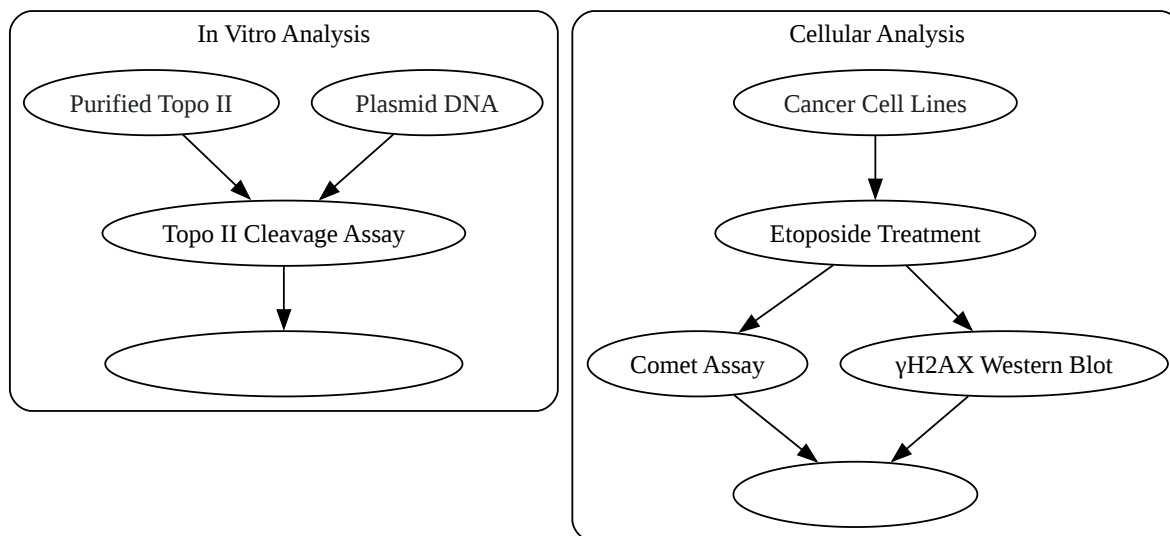 In Vitro Analysis
Purified Topo II
Plasmid DNA
Topo II Cleavage Assay
Cellular Analysis
Cancer Cell Lines
Etoposide Treatment
Comet Assay
γH2AX Western Blot